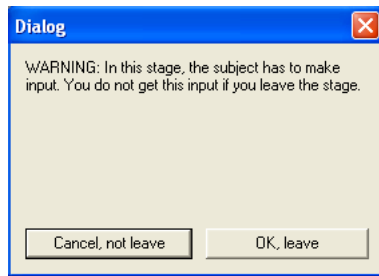 Dialog
WARNING: In this stage, the subject has to make
input. You do not get this input if you leave the stage.
Cancel, not leave
OK, leave